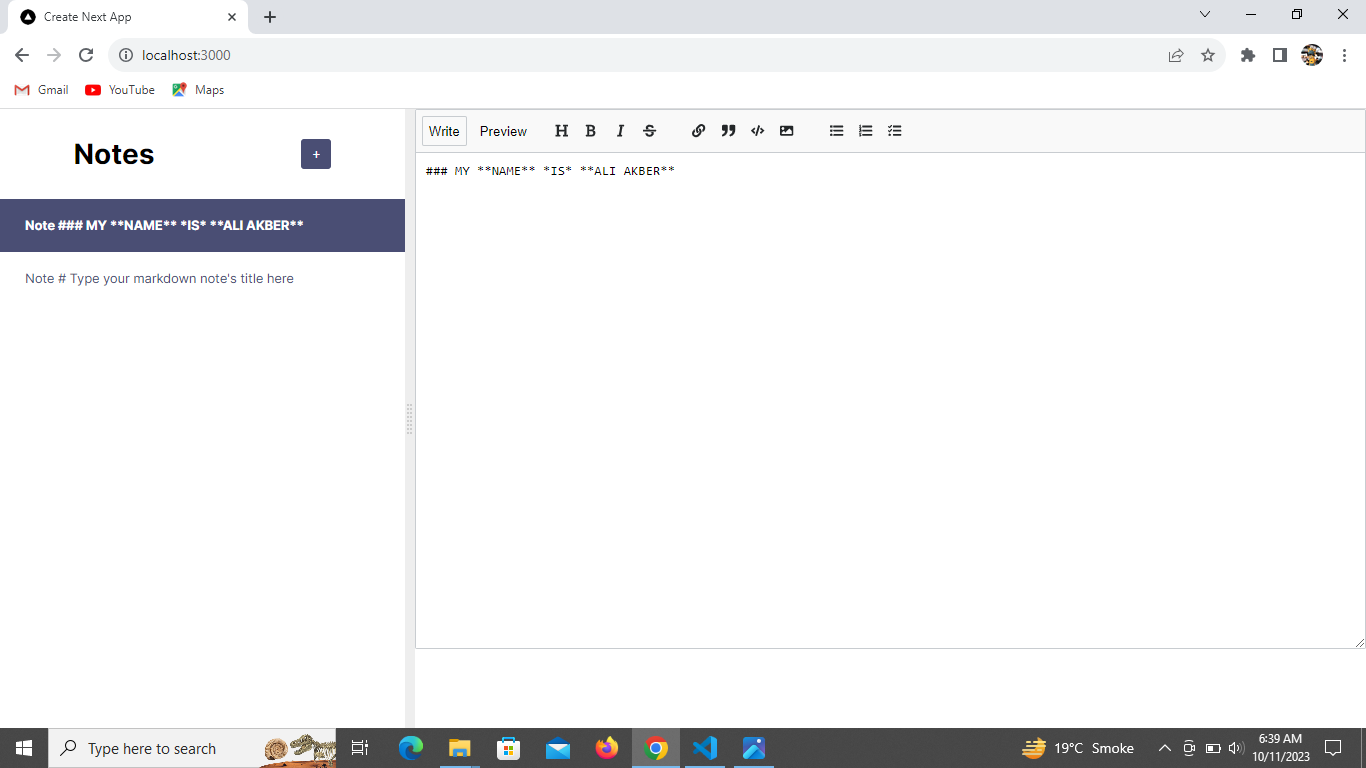 Create Next App
localhost:3000
Gmail YouTube Maps
Notes
+
Note ### MY **NAME** *IS* **ALI AKBER**
Note # Type your markdown note's title here
Write Preview
### MY **NAME** *IS* **ALI AKBER**
Type here to search
19°C Smoke
6:39 AM
10/11/2023